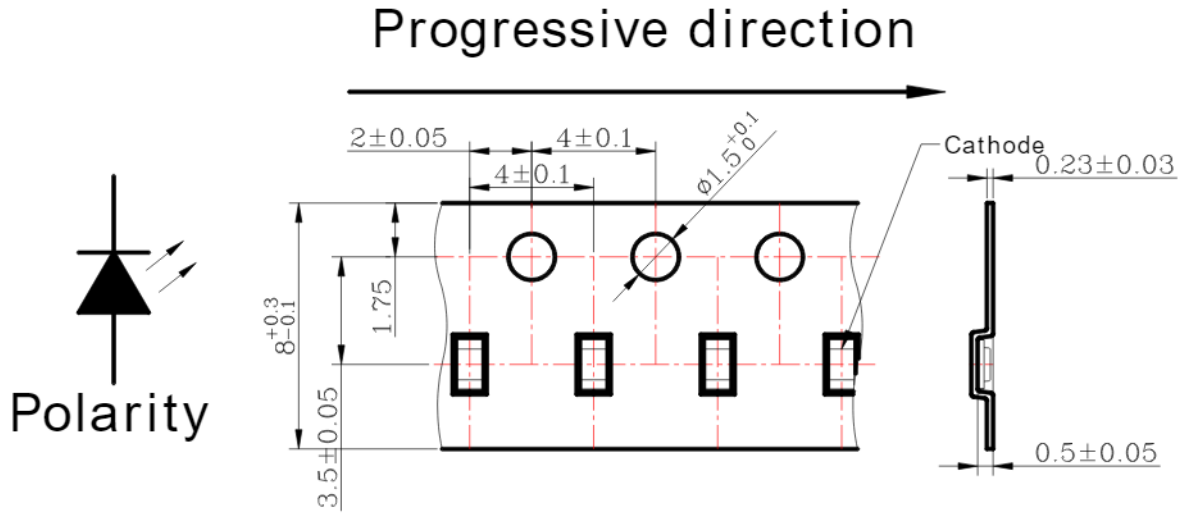 Progressive direction
2±0.05
4±0.1
4±0.1
ø1.5 +0.1 0
Cathode
0.23±0.03
1.75
8 +0.3 -0.1
3.5±0.05
Polarity
0.5±0.05